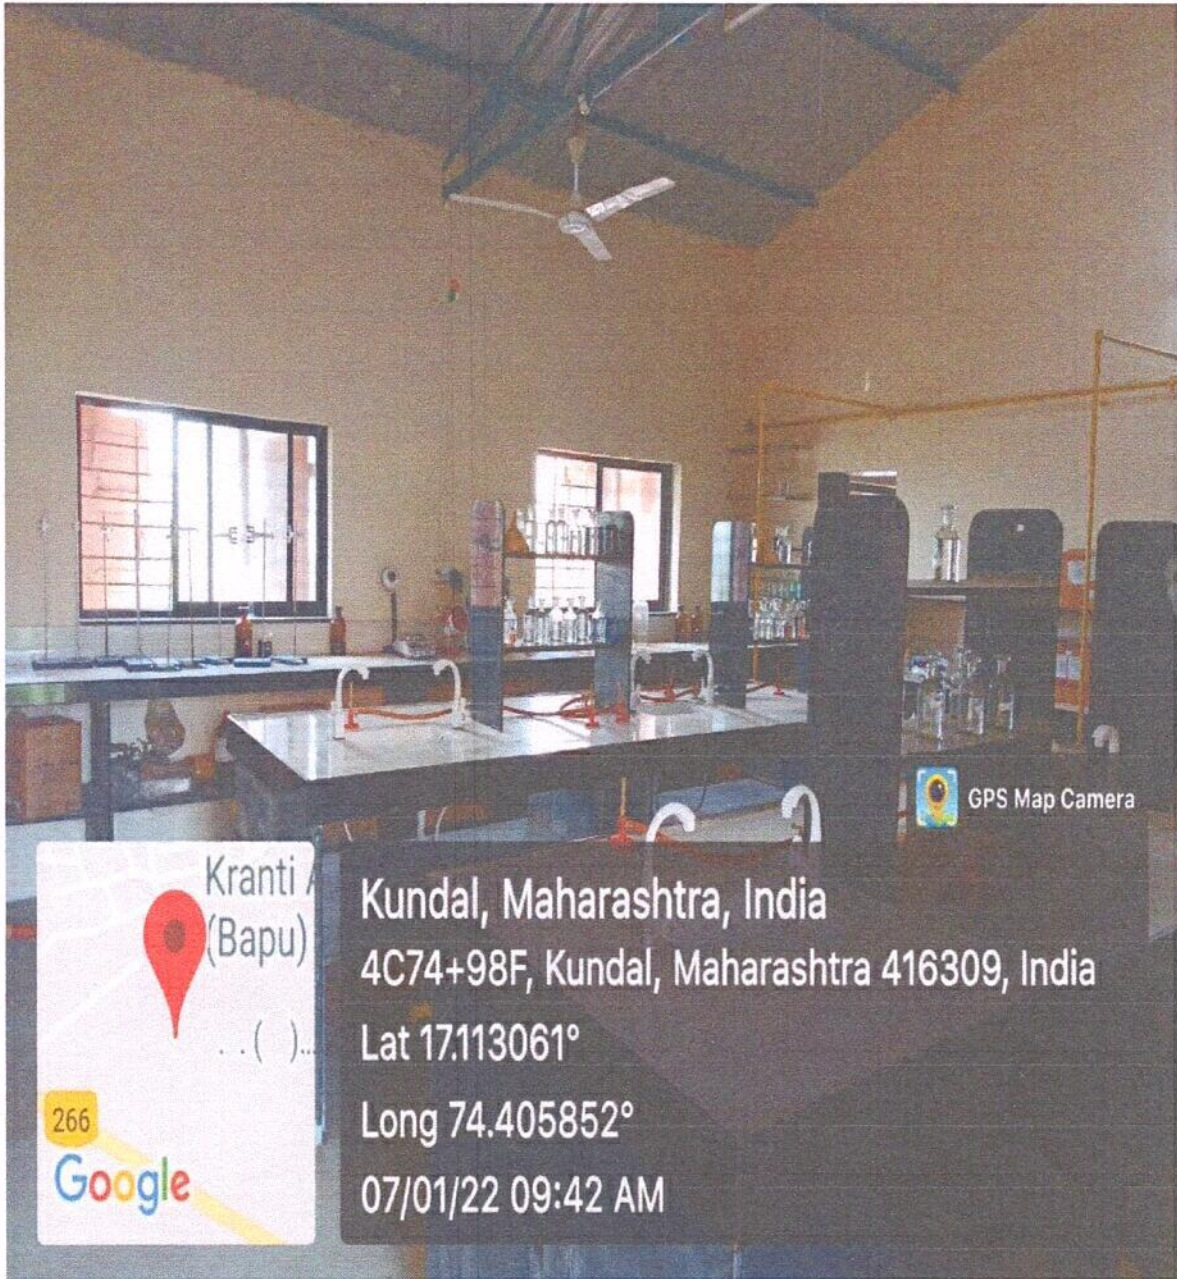 GPS Map Camera
Kranti A
(Bapu)
. . ( )...
266
Google
Kundal, Maharashtra, India
4C74+98F, Kundal, Maharashtra 416309, India
Lat 17.113061°
Long 74.405852°
07/01/22 09:42 AM